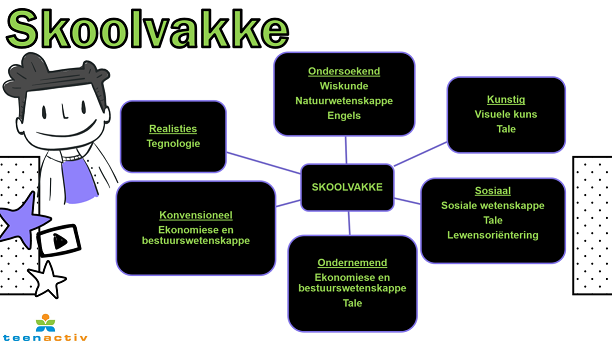 Skoolvakke
Ondersoekend
Wiskunde
Natuurwetenskappe
Engels
Kunstig
Visuele kuns
Tale
Realisties
Tegnologie
SKOOLVAKKE
Sosiaal
Sosiale wetenskappe
Tale
Lewensoriëntering
Konvensioneel
Ekonomiese en
bestuurswetenskappe
Ondernemend
Ekonomiese en
bestuurswetenskappe
Tale
teenactiv